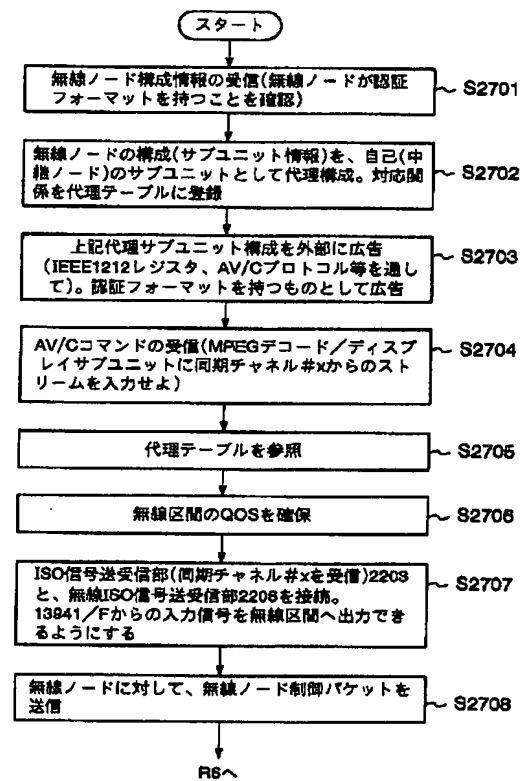 スタート
無線ノード構成情報の受信(無線ノードが認証
フォーマットを持つことを確認)
S2701
無線ノードの構成(サブユニット情報)を、自己(中
継ノード)のサブユニットとして代理構成。対応関
係を代理テーブルに登録
S2702
上記代理サブユニット構成を外部に広告
(IEEE1212レジスタ、AV/Cプロトコル等を通し
て)。認証フォーマットを持つものとして広告
S2703
AV/Cコマンドの受信(MPEGデコード/ディスプ
レイサブユニットに同期チャネル#xからのスト
リームを入力せよ)
S2704
代理テーブルを参照
S2705
無線区間のQOSを確保
S2706
ISO信号送受信部(同期チャネル#xを受信)2203
と、無線ISO信号送受信部2206を接続。
1394I/Fからの入力信号を無線区間へ出力でき
るようにする
S2707
無線ノードに対して、無線ノード制御パケットを
送信
S2708
R6へ